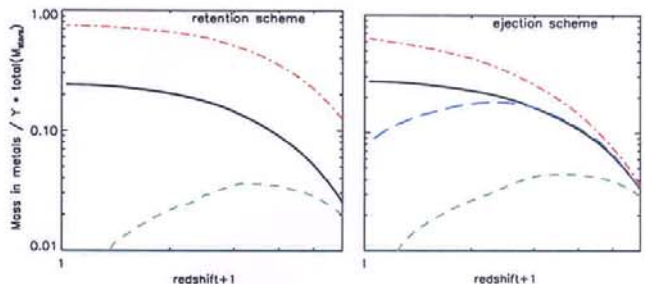 retention scheme
ejection scheme
Mass in metals / Y * total(Mstars)
1.00
0.10
0.01
1
redshift+1
1
redshift+1